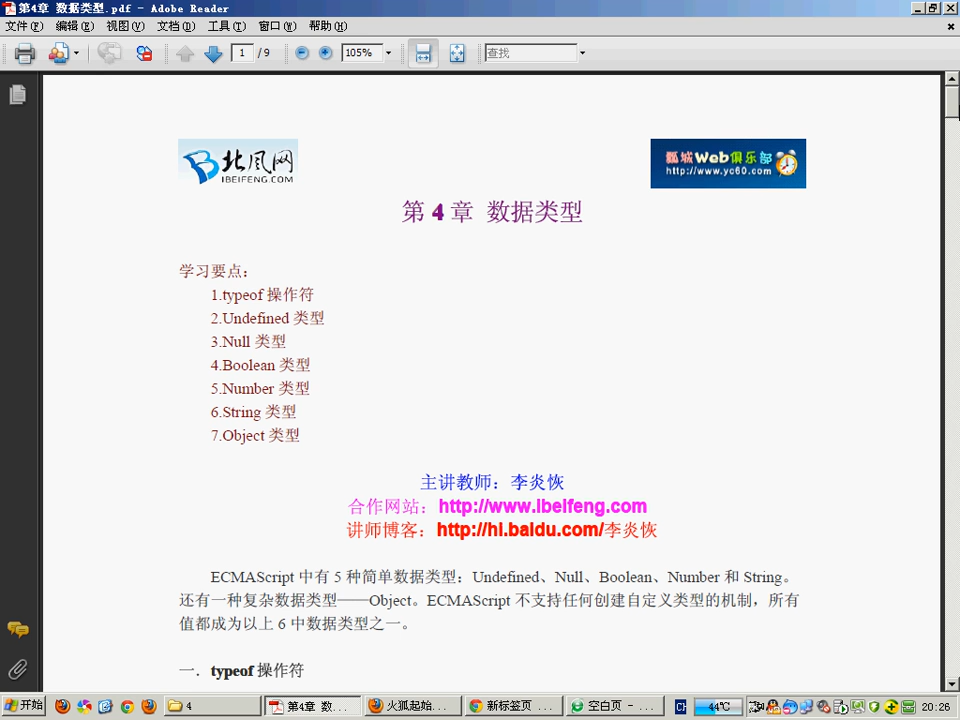 第4章 数据类型.pdf - Adobe Reader
文件(F) 编辑(E) 视图(V) 文档(D) 工具(T) 窗口(W) 帮助(H)
1 / 9 105% 查找
北风网
IBEIFENG.COM
瓢城Web俱乐部
http://www.yc60.com
第 4 章 数据类型
学习要点：
1.typeof 操作符
2.Undefined 类型
3.Null 类型
4.Boolean 类型
5.Number 类型
6.String 类型
7.Object 类型
主讲教师：李炎恢
合作网站：http://www.ibeifeng.com
讲师博客：http://hi.baidu.com/李炎恢
ECMAScript 中有 5 种简单数据类型：Undefined、Null、Boolean、Number 和 String。
还有一种复杂数据类型——Object。ECMAScript 不支持任何创建自定义类型的机制，所有
值都成为以上 6 中数据类型之一。
一．typeof 操作符
开始 4 第4章 数... 火狐起始... 新标签页 ... 空白页 - ... CH 44℃ 20:26